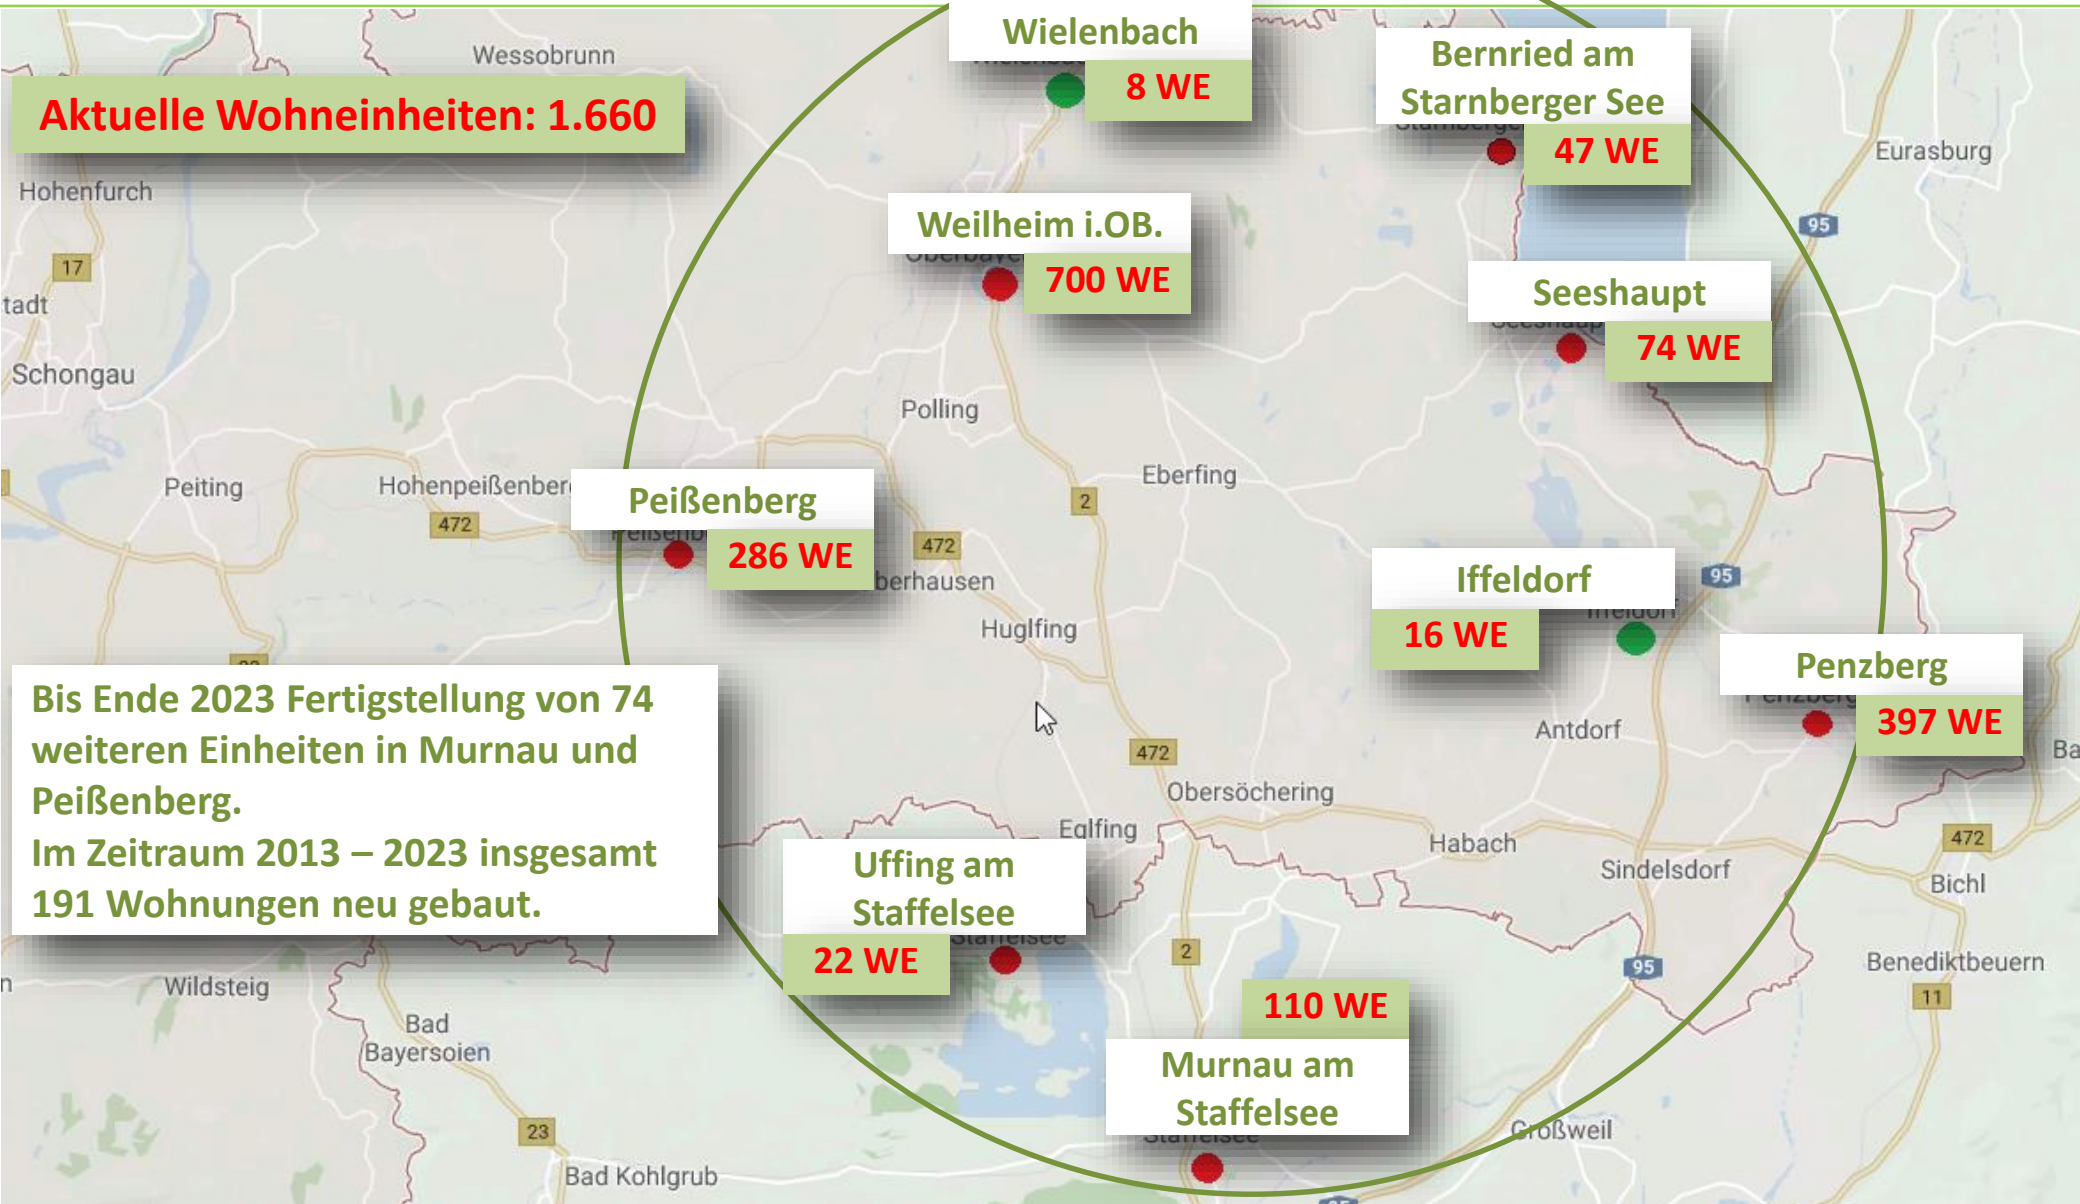 Wielenbach
8 WE
Bernried am
Starnberger See
47 WE
Wessobrunn
Aktuelle Wohneinheiten: 1.660
Eurasburg
Hohenfurch
Weilheim i.OB.
700 WE
95
17
Seeshaupt
74 WE
tadt
Schongau
Polling
Peiting
Hohenpeißenber
472
Peißenberg
286 WE
2
Eberfing
472
berhausen
Iffeldorf
16 WE
95
Huglfing
Penzberg
397 WE
Bis Ende 2023 Fertigstellung von 74
weiteren Einheiten in Murnau und
Peißenberg.
Im Zeitraum 2013 – 2023 insgesamt
191 Wohnungen neu gebaut.
Antdorf
Ba
472
Obersöchering
Eglfing
Habach
472
Sindelsdorf
Bichl
Uffing am
Staffelsee
22 WE
2
95
Benediktbeuern
11
Wildsteig
n
110 WE
Murnau am
Staffelsee
Bad
Bayersoien
23
Großweil
Bad Kohlgrub